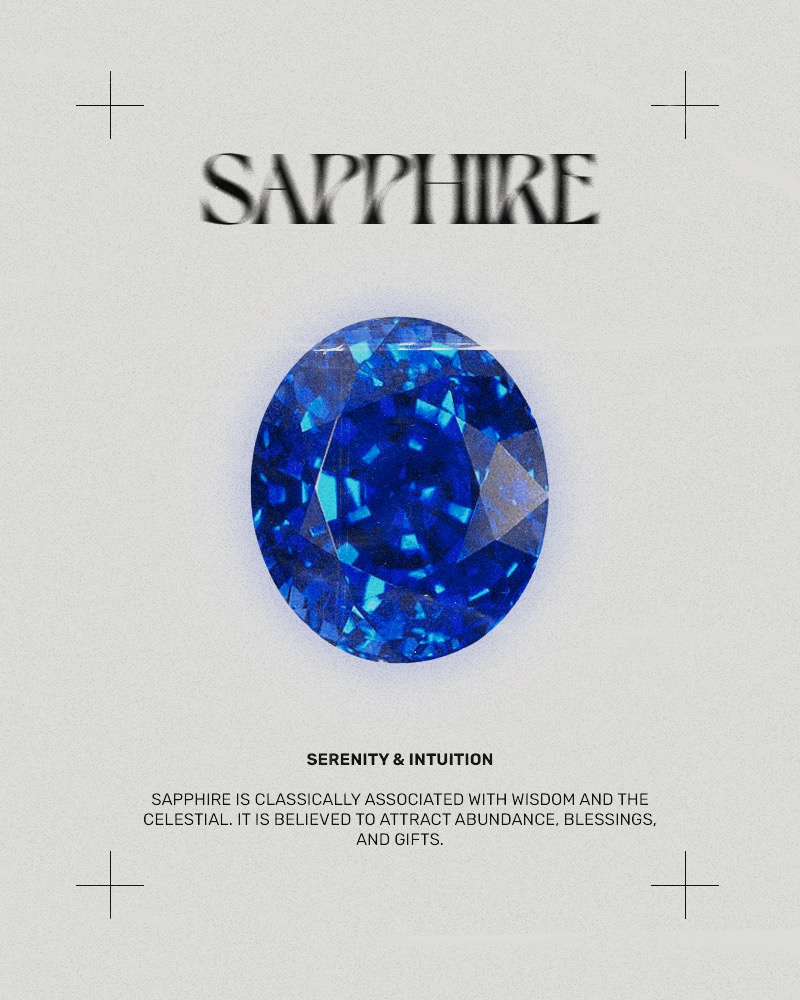 SAPPHIRE
SERENITY & INTUITION
SAPPHIRE IS CLASSICALLY ASSOCIATED WITH WISDOM AND THE
CELESTIAL. IT IS BELIEVED TO ATTRACT ABUNDANCE, BLESSINGS,
AND GIFTS.